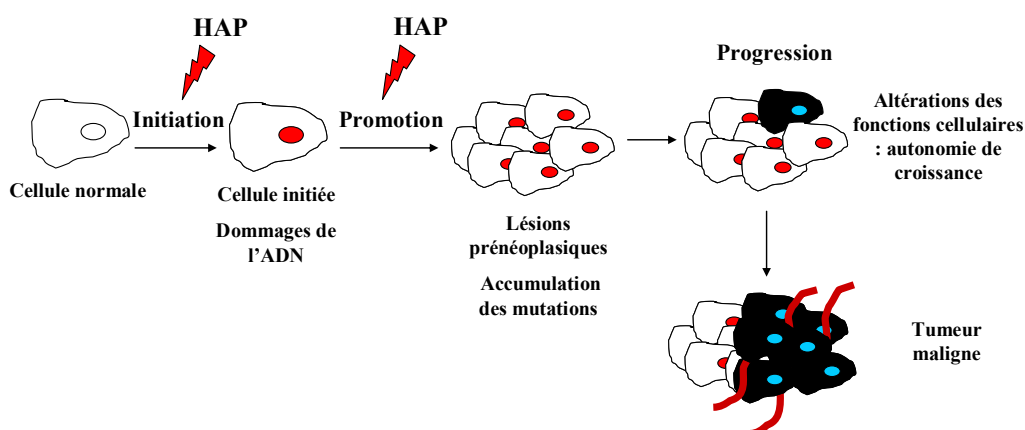 HAP
HAP
Initiation
Promotion
Progression
Cellule normale
Cellule initiée
Dommages de
l’ADN
Lésions
prénéoplasiques
Accumulation
des mutations
Altérations des
fonctions cellulaires
: autonomie de
croissance
Tumeur
maligne